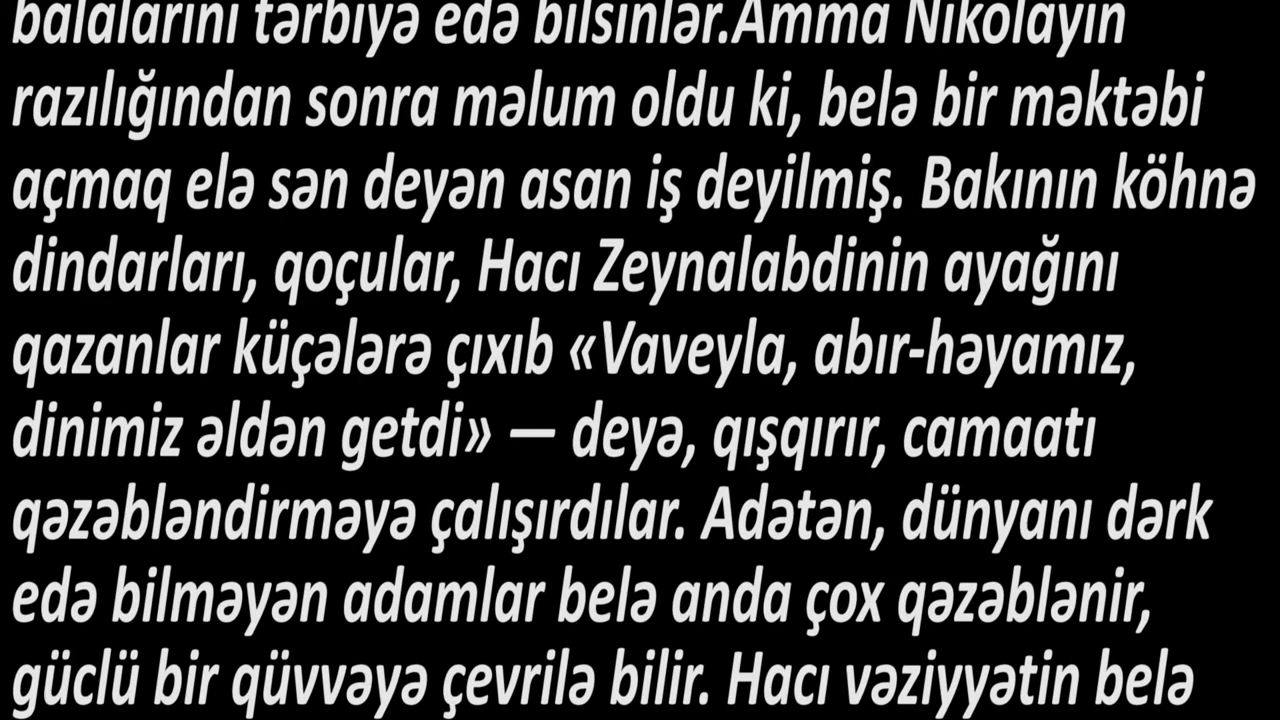 balalarını tərbiyə edə bilsinlər.Amma Nikolayın
razılığından sonra məlum oldu ki, belə bir məktəbi
açmaq elə sən deyən asan iş deyilmiş. Bakının köhnə
dindarları, qoçular, Hacı Zeynalabdinin ayağını
qazanlar küçələrə çıxıb «Vaveyla, abır-həyamız,
dinimiz əldən getdi» — deyə, qışqırır, camaatı
qəzəbləndirməyə çalışırdılar. Adətən, dünyanı dərk
edə bilməyən adamlar belə anda çox qəzəblənir,
güclü bir qüvvəyə çevrilə bilir. Hacı vəziyyətin belə